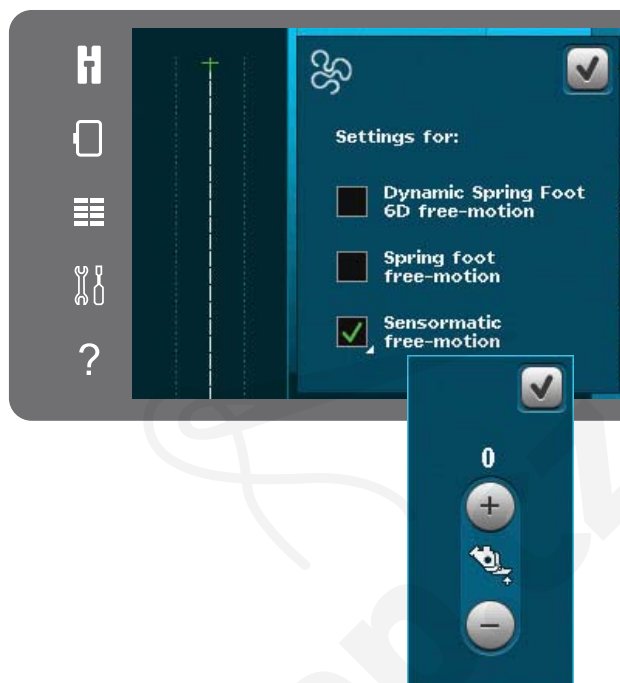 Settings for:
Dynamic Spring Foot
6D free-motion
Spring foot
free-motion
Sensormatic
free-motion
?
0
+
−